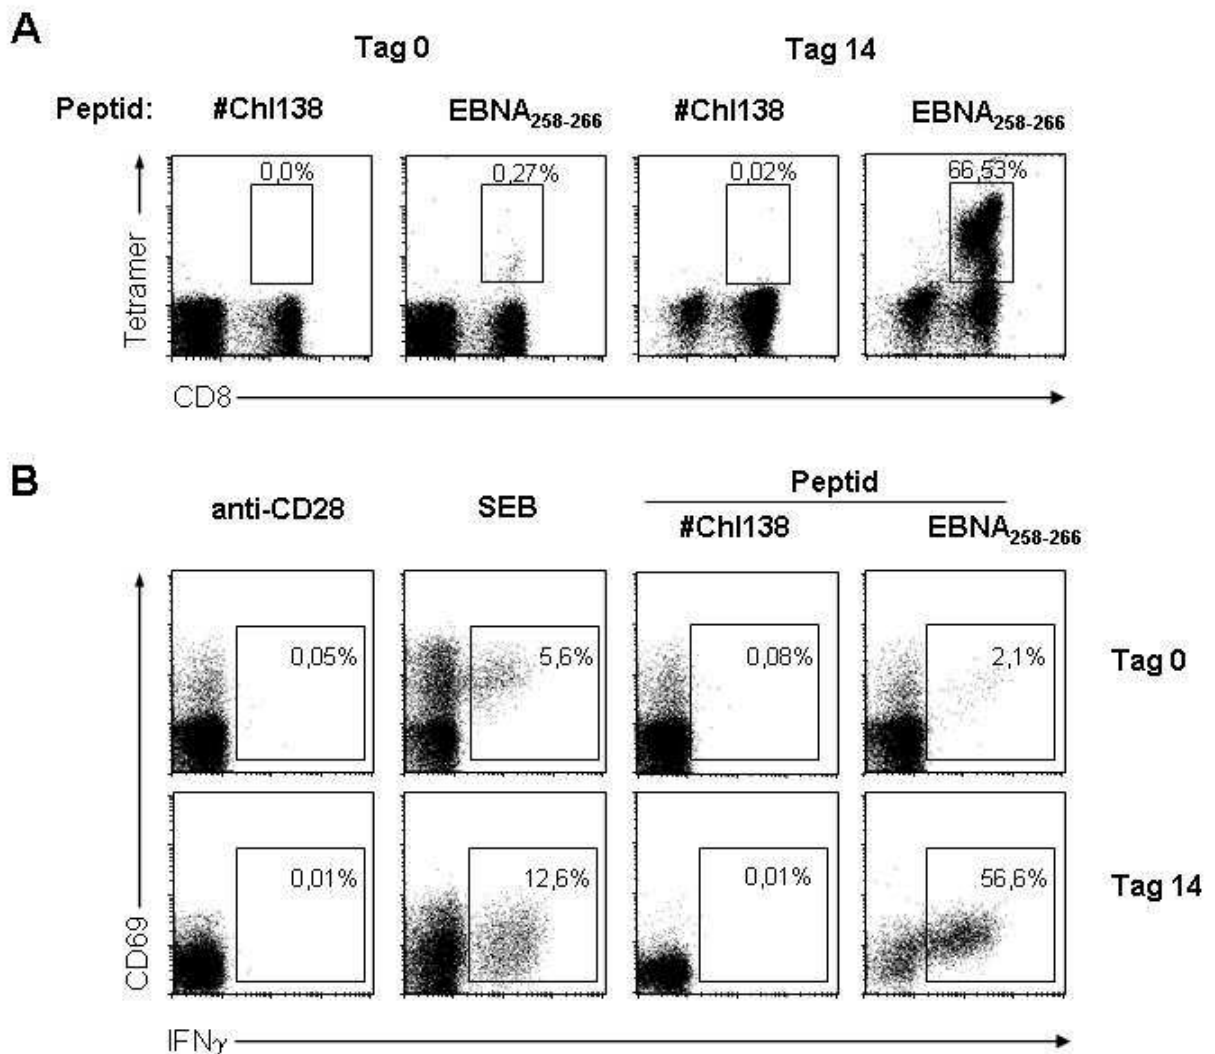 A
Tag 0 Tag 14
Peptid: #Chl138 EBNA258-266 #Chl138 EBNA258-266
0,0% 0,27% 0,02% 66,53%
Tetramer
CD8
B
Peptid
anti-CD28 SEB #Chl138 EBNA258-266
0,05% 5,6% 0,08% 2,1% Tag 0
0,01% 12,6% 0,01% 56,6% Tag 14
CD69
IFNγ